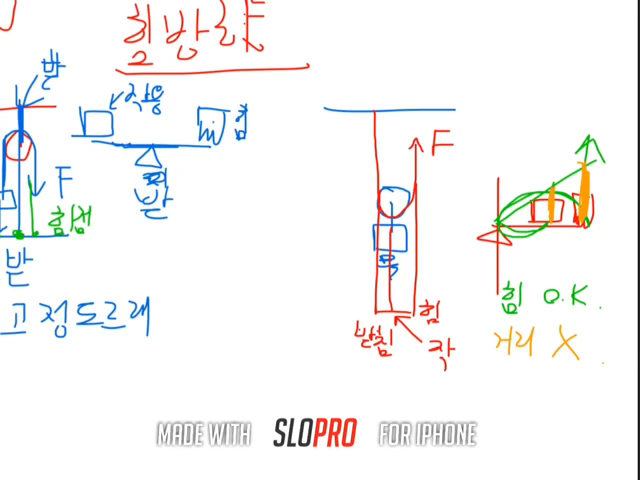 힘 방향 F
받
작용
힘
F
힘점
받
받
고정도르래
F
받침
힘
작
힘 O.K.
거리 X
MADE WITH SLOPRO FOR IPHONE